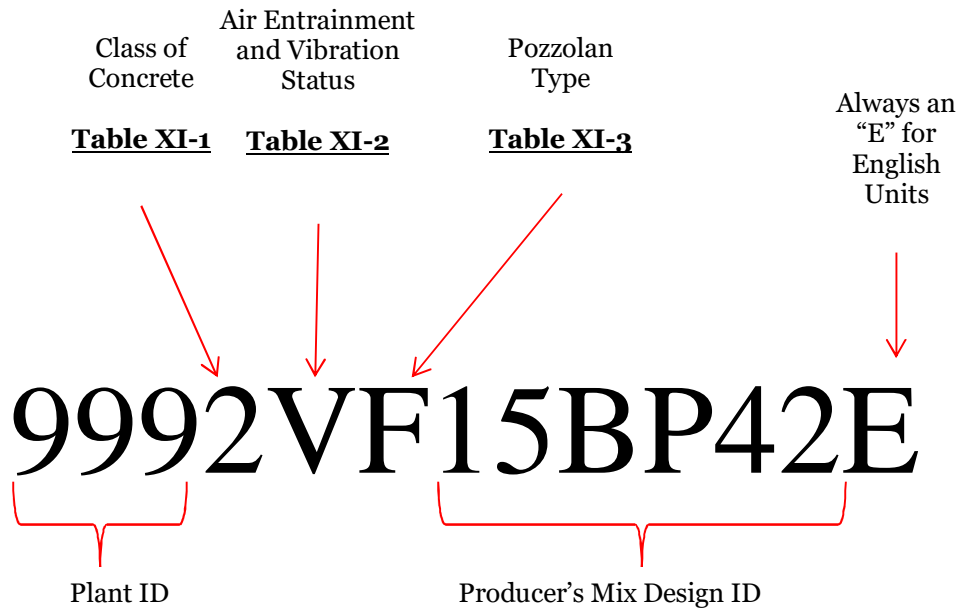 Class of
Concrete
Table XI-1
Air Entrainment
and Vibration
Status
Table XI-2
Pozzolan
Type
Table XI-3
Always an
“E” for
English
Units
9992VF15BP42E
Plant ID
Producer’s Mix Design ID